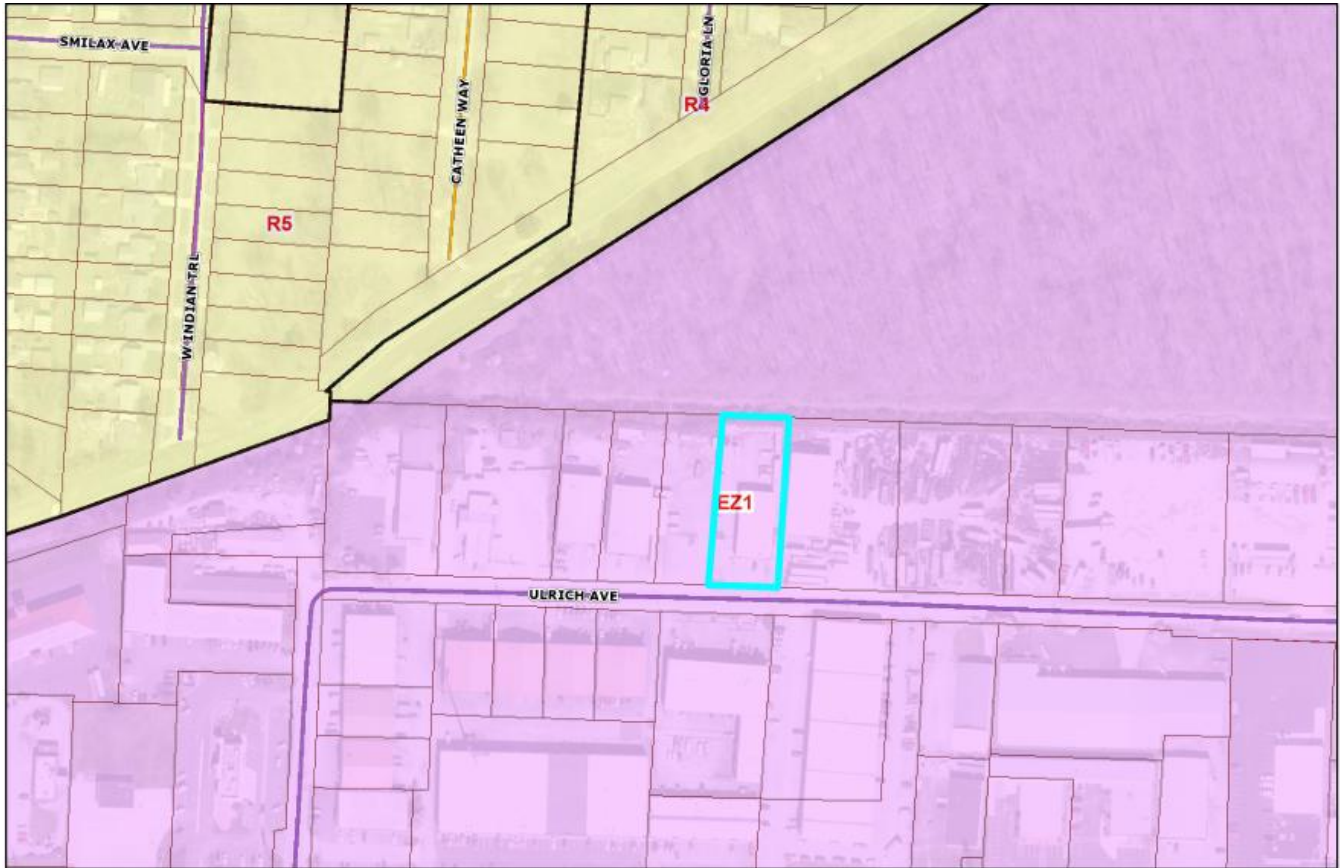 SMILAX AVE
GLORIA LN
R4
CATHEEN WAY
R5
W INDIAN TRL
EZ1
ULRICH AVE